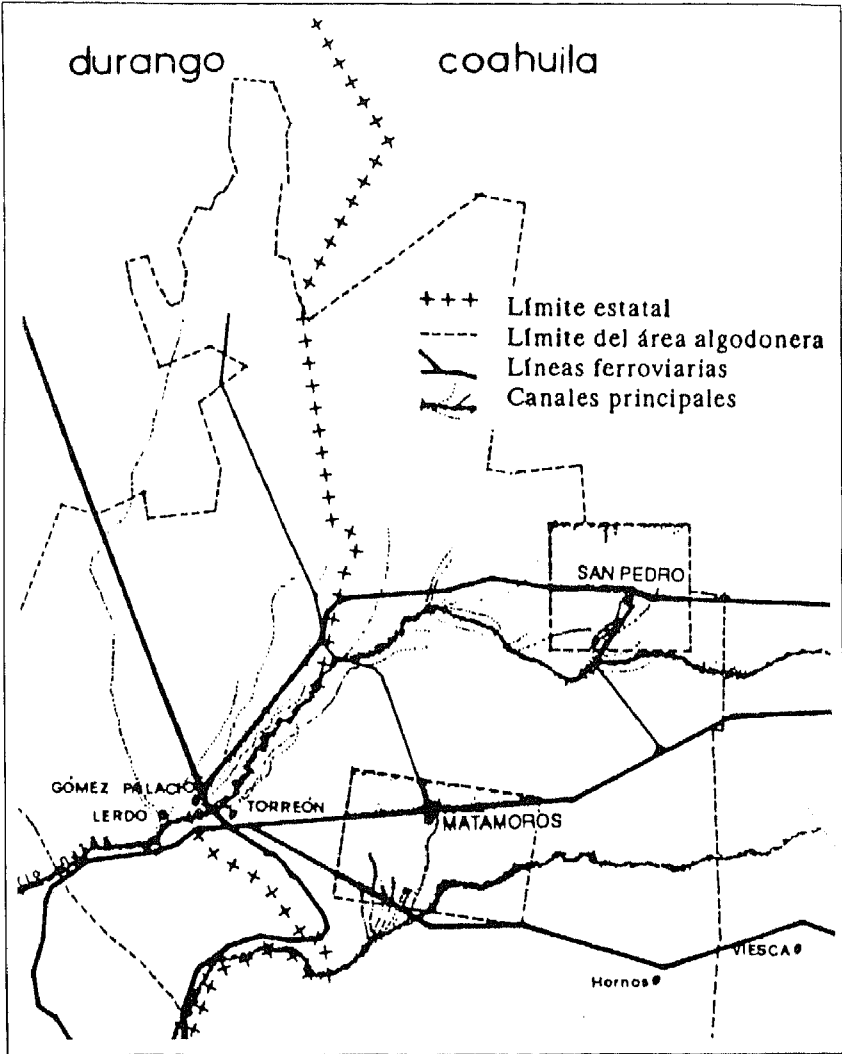 durango
coahuila
Límite estatal
Límite del área algodonera
Líneas ferroviarias
Canales principales
SAN PEDRO
GÓMEZ PALACIO
LERDO
TORREÓN
MATAMOROS
VIESCA
Hornos